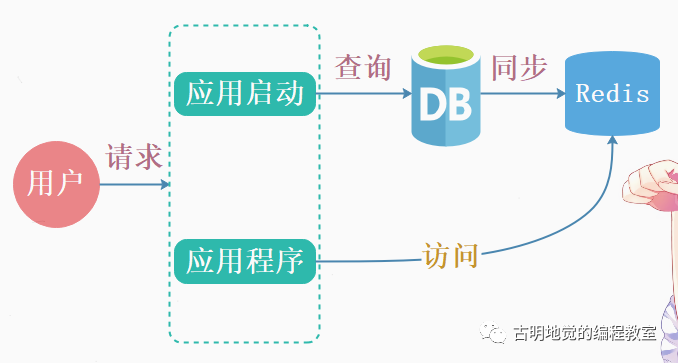 查询
同步
应用启动
DB
Redis
请求
用户
应用程序
访问
古明地觉的编程教室